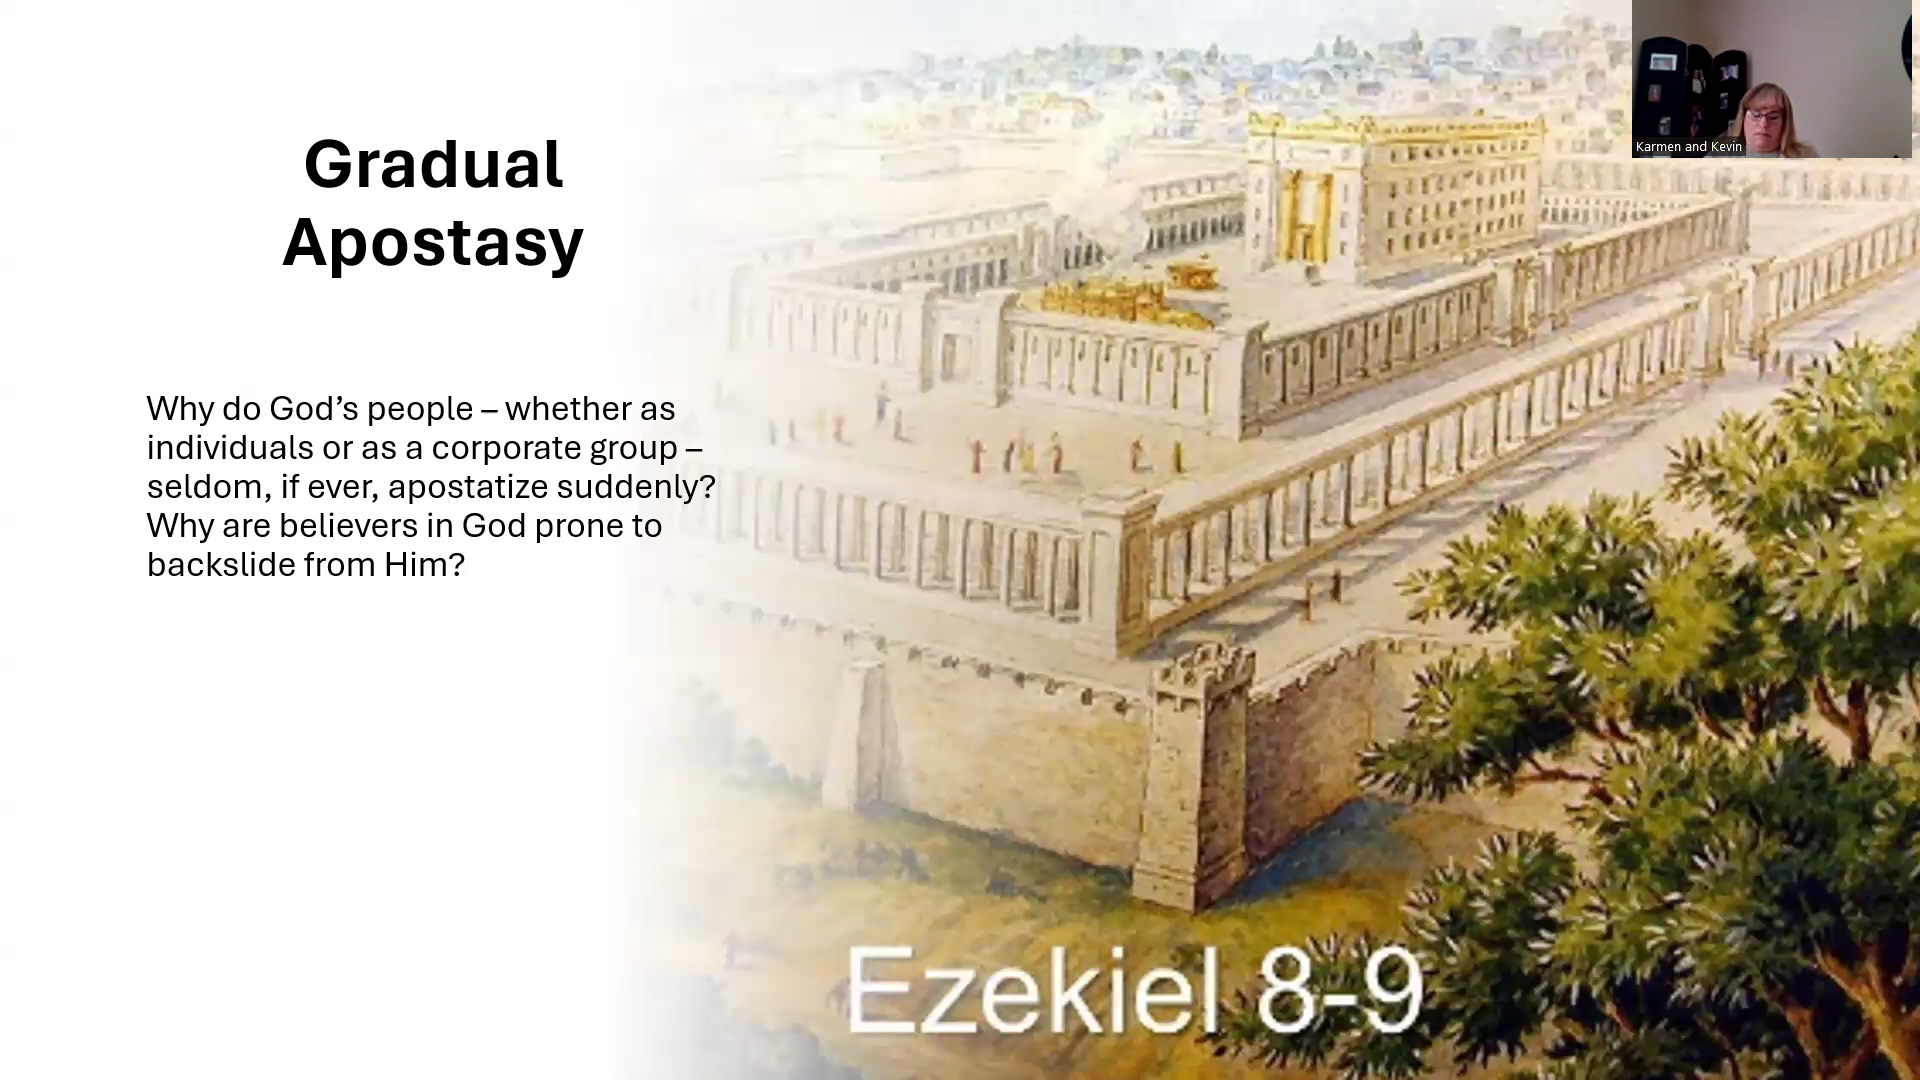 Gradual
Apostasy
Why do God’s people – whether as
individuals or as a corporate group –
seldom, if ever, apostatize suddenly?
Why are believers in God prone to
backslide from Him?
Karmen and Kevin
Ezekiel 8-9